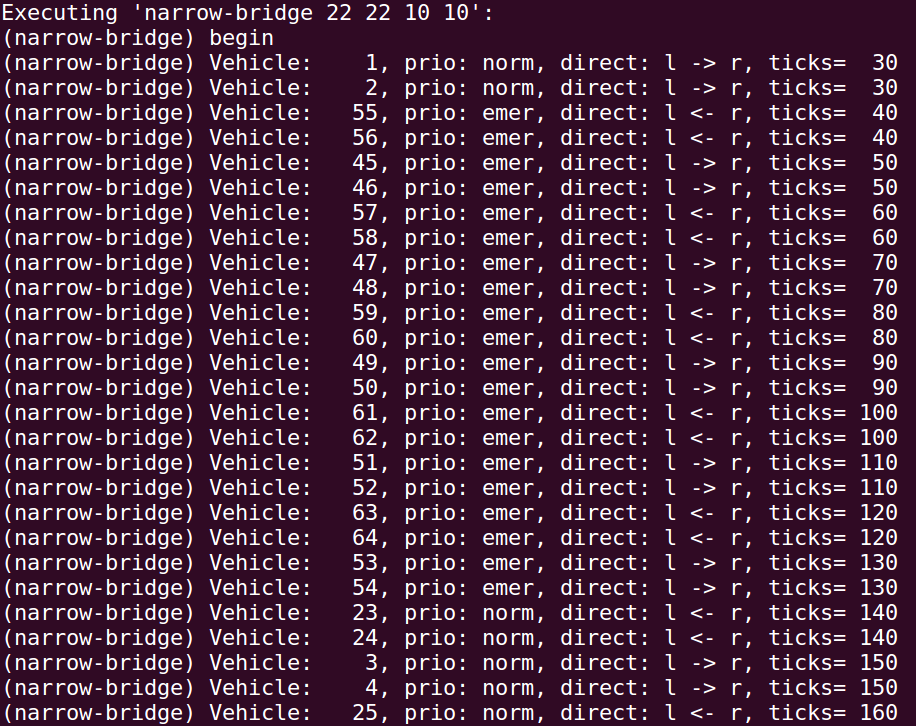 Executing 'narrow-bridge 22 22 10 10':
(narrow-bridge) begin
(narrow-bridge) Vehicle:    1, prio: norm, direct: l -> r, ticks=  30
(narrow-bridge) Vehicle:    2, prio: norm, direct: l -> r, ticks=  30
(narrow-bridge) Vehicle:   55, prio: emer, direct: l <- r, ticks=  40
(narrow-bridge) Vehicle:   56, prio: emer, direct: l <- r, ticks=  40
(narrow-bridge) Vehicle:   45, prio: emer, direct: l -> r, ticks=  50
(narrow-bridge) Vehicle:   46, prio: emer, direct: l -> r, ticks=  50
(narrow-bridge) Vehicle:   57, prio: emer, direct: l <- r, ticks=  60
(narrow-bridge) Vehicle:   58, prio: emer, direct: l <- r, ticks=  60
(narrow-bridge) Vehicle:   47, prio: emer, direct: l -> r, ticks=  70
(narrow-bridge) Vehicle:   48, prio: emer, direct: l -> r, ticks=  70
(narrow-bridge) Vehicle:   59, prio: emer, direct: l <- r, ticks=  80
(narrow-bridge) Vehicle:   60, prio: emer, direct: l <- r, ticks=  80
(narrow-bridge) Vehicle:   49, prio: emer, direct: l -> r, ticks=  90
(narrow-bridge) Vehicle:   50, prio: emer, direct: l -> r, ticks=  90
(narrow-bridge) Vehicle:   61, prio: emer, direct: l <- r, ticks= 100
(narrow-bridge) Vehicle:   62, prio: emer, direct: l <- r, ticks= 100
(narrow-bridge) Vehicle:   51, prio: emer, direct: l -> r, ticks= 110
(narrow-bridge) Vehicle:   52, prio: emer, direct: l -> r, ticks= 110
(narrow-bridge) Vehicle:   63, prio: emer, direct: l <- r, ticks= 120
(narrow-bridge) Vehicle:   64, prio: emer, direct: l <- r, ticks= 120
(narrow-bridge) Vehicle:   53, prio: emer, direct: l -> r, ticks= 130
(narrow-bridge) Vehicle:   54, prio: emer, direct: l -> r, ticks= 130
(narrow-bridge) Vehicle:   23, prio: norm, direct: l <- r, ticks= 140
(narrow-bridge) Vehicle:   24, prio: norm, direct: l <- r, ticks= 140
(narrow-bridge) Vehicle:    3, prio: norm, direct: l -> r, ticks= 150
(narrow-bridge) Vehicle:    4, prio: norm, direct: l -> r, ticks= 150
(narrow-bridge) Vehicle:   25, prio: norm, direct: l <- r, ticks= 160